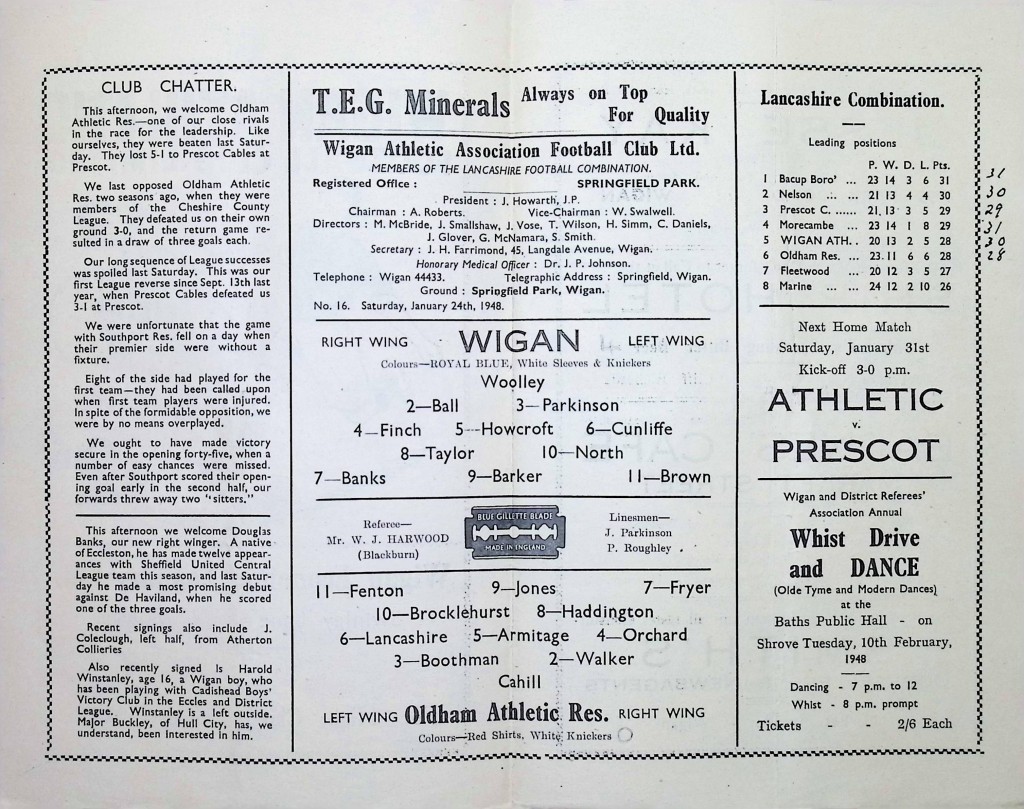 CLUB CHATTER.
This afternoon, we welcome Oldham
Athletic Res.—one of our close rivals
in the race for the leadership. Like
ourselves, they were beaten last Satur-
day. They lost 5-1 to Prescot Cables at
Prescot.
We last opposed Oldham Athletic
Res. two seasons ago, when they were
members of the Cheshire County
League. They defeated us on their own
ground 3-0, and the return game re-
sulted in a draw of three goals each.
Our long sequence of League successes
was spoiled last Saturday. This was our
first League reverse since Sept. 13th last
year, when Prescot Cables defeated us
3-1 at Prescot.
We were unfortunate that the game
with Southport Res. fell on a day when
their premier side were without a
fixture.
Eight of the side had played for the
first team—they had been called upon
when first team players were injured.
In spite of the formidable opposition, we
were by no means overplayed.
We ought to have made victory
secure in the opening forty-five, when a
number of easy chances were missed.
Even after Southport scored their open-
ing goal early in the second half, our
forwards threw away two "sitters."
This afternoon we welcome Douglas
Banks, our new right winger. A native
of Eccleston, he has made twelve appear-
ances with Sheffield United Central
League team this season, and last Satur-
day he made a most promising debut
against De Haviland, when he scored
one of the three goals.
Recent signings also include J.
Coleclough, left half, from Atherton
Collieries
Also recently signed is Harold
Winstanley, age 16, a Wigan boy, who
has been playing with Cadishead Boys'
Victory Club in the Eccles and District
League. Winstanley is a left outside.
Major Buckley, of Hull City, has, we
understand, been interested in him.
T.E.G. Minerals Always on Top
For Quality
Wigan Athletic Association Football Club Ltd.
MEMBERS OF THE LANCASHIRE FOOTBALL COMBINATION.
Registered Office : SPRINGFIELD PARK.
President : J. Howarth, J.P.
Chairman : A. Roberts. Vice-Chairman : W. Swalwell.
Directors : M. McBride, J. Smallshaw, J. Vose, T. Wilson, H. Simm, C. Daniels,
J. Glover, G. McNamara, S. Smith.
Secretary : J. H. Farrimond, 45, Langdale Avenue, Wigan.
Honorary Medical Officer : Dr. J. P. Johnson.
Telephone : Wigan 44433. Telegraphic Address : Springfield, Wigan.
Ground : Springfield Park, Wigan.
No. 16. Saturday, January 24th, 1948.
RIGHT WING WIGAN LEFT WING
Colours—ROYAL BLUE, White Sleeves & Knickers
Woolley
2—Ball 3—Parkinson
4—Finch 5—Howcroft 6—Cunliffe
8—Taylor 10—North
7—Banks 9—Barker 11—Brown
Referee—
Mr. W. J. HARWOOD
(Blackburn)
BLUE GILLETTE BLADE
MADE IN ENGLAND
Linesmen—
J. Parkinson
P. Roughley
11—Fenton 9—Jones 7—Fryer
10—Brocklehurst 8—Haddington
6—Lancashire 5—Armitage 4—Orchard
3—Boothman 2—Walker
Cahill
LEFT WING Oldham Athletic Res. RIGHT WING
Colours—Red Shirts, White Knickers
Lancashire Combination.
Leading positions
P. W. D. L. Pts.
1 Bacup Boro' ... 23 14 3 6 31 31
2 Nelson ... ... 21 13 4 4 30 30
3 Prescot C. ...... 21 13 3 5 29 29
4 Morecambe ... 23 14 1 8 29 31
5 WIGAN ATH.. 20 13 2 5 28 30
6 Oldham Res. ... 23 11 6 6 28 28
7 Fleetwood ... 20 12 3 5 27
8 Marine ... ... 24 12 2 10 26
Next Home Match
Saturday, January 31st
Kick-off 3-0 p.m.
ATHLETIC
v.
PRESCOT
Wigan and District Referees'
Association Annual
Whist Drive
and DANCE
(Olde Tyme and Modern Dances)
at the
Baths Public Hall - on
Shrove Tuesday, 10th February,
1948
Dancing - 7 p.m. to 12
Whist - 8 p.m. prompt
Tickets - - 2/6 Each